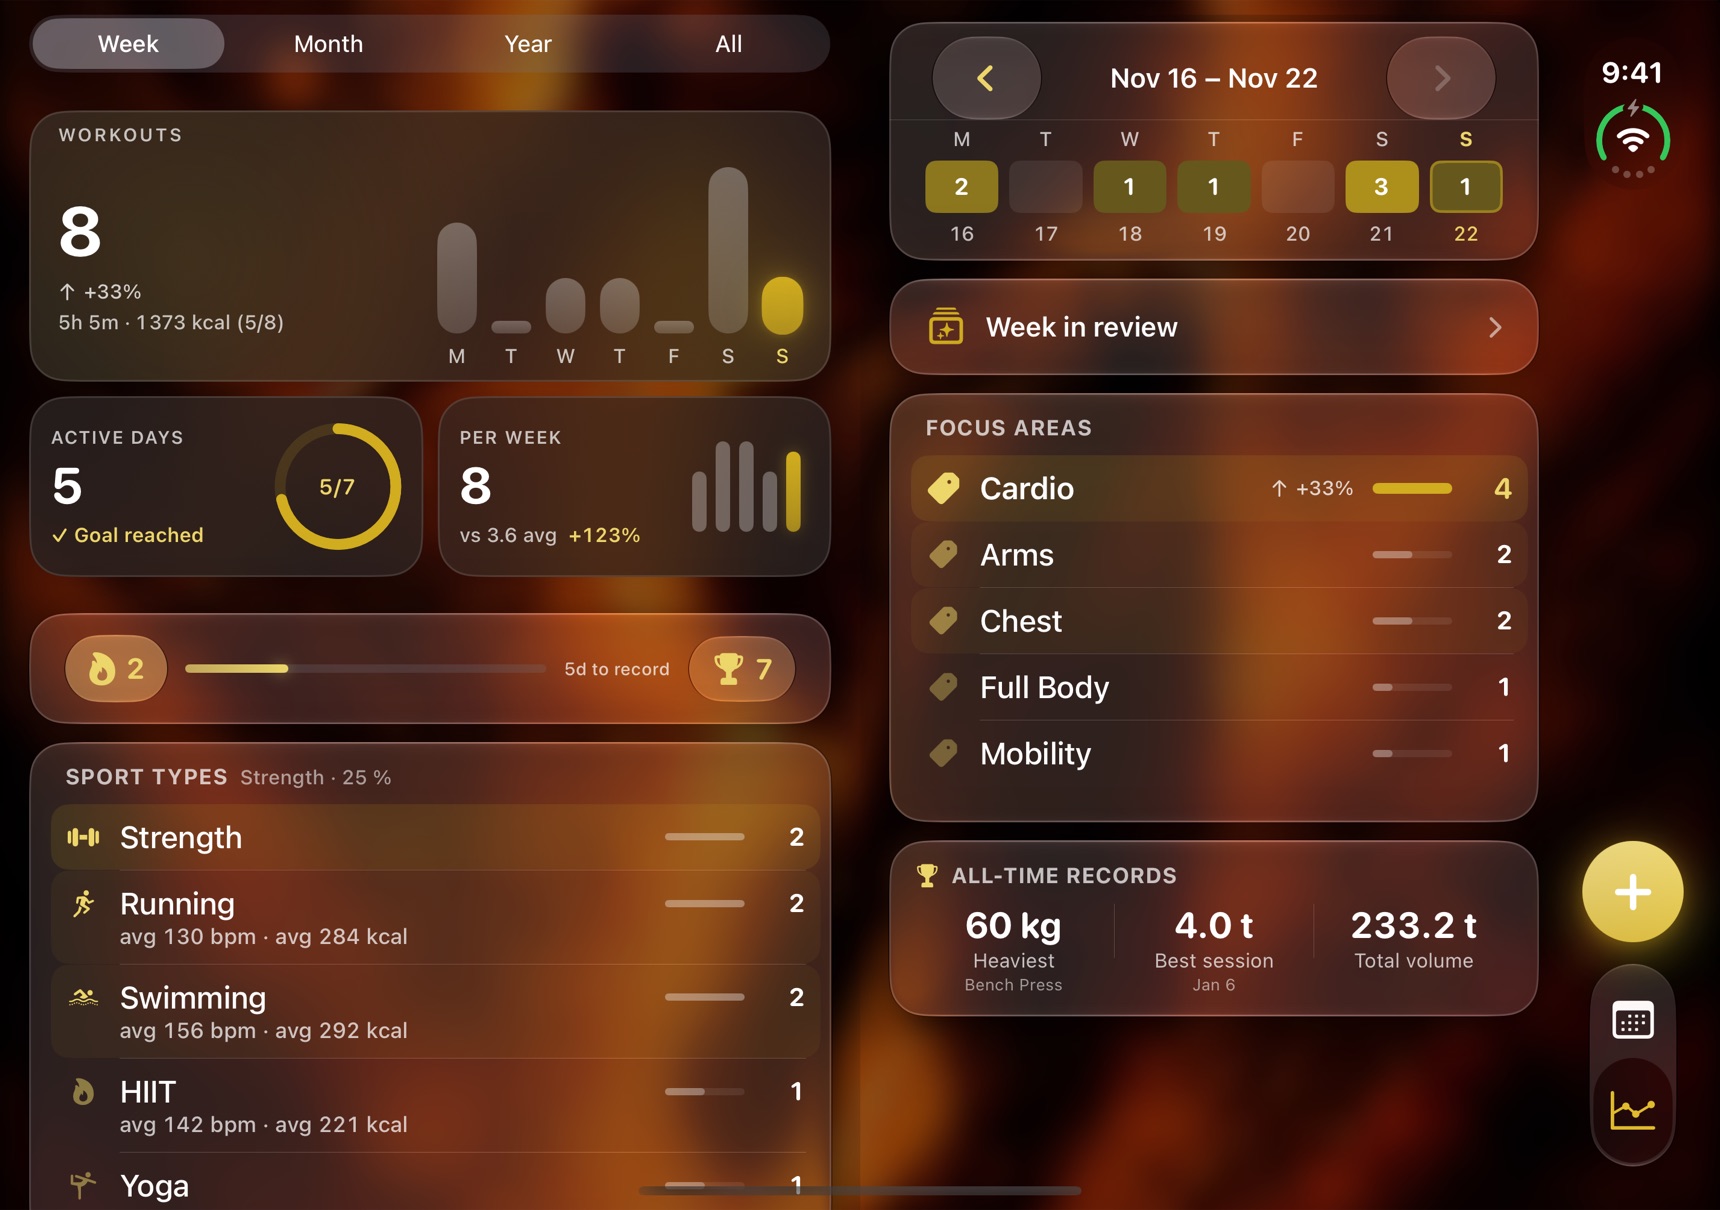 Week Month Year All
WORKOUTS
8
↑ +33%
5h 5m · 1 373 kcal (5/8)
M T W T F S S
ACTIVE DAYS
5
5/7
✓ Goal reached
PER WEEK
8
vs 3.6 avg +123%
2 5d to record 7
SPORT TYPES Strength · 25 %
Strength 2
Running 2
avg 130 bpm · avg 284 kcal
Swimming 2
avg 156 bpm · avg 292 kcal
HIIT 1
avg 142 bpm · avg 221 kcal
Yoga 1
Nov 16 – Nov 22
M T W T F S S
2 1 1 3 1
16 17 18 19 20 21 22
Week in review
FOCUS AREAS
Cardio ↑ +33% 4
Arms 2
Chest 2
Full Body 1
Mobility 1
ALL-TIME RECORDS
60 kg 4.0 t 233.2 t
Heaviest Best session Total volume
Bench Press Jan 6
9:41